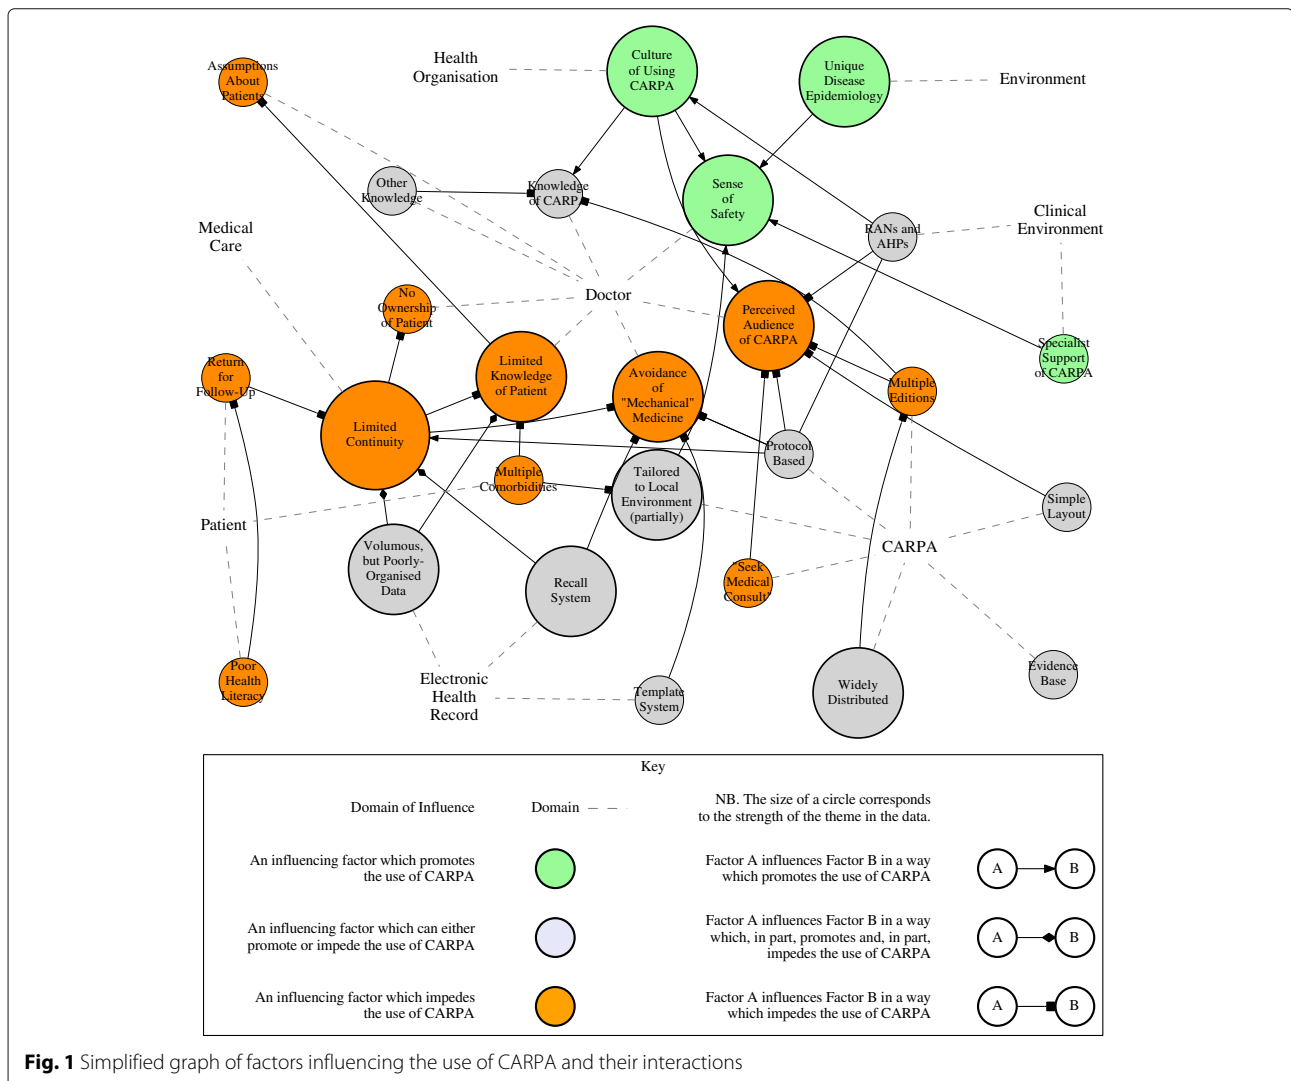 Culture
of Using
CARPA
Unique
Disease
Epidemiology
Health
Organisation
Environment
Assumptions
About
Patients
Other
Knowledge
Knowledge
of CARPA
Sense
of
Safety
RANs and
AHPs
Clinical
Environment
Medical
Care
Doctor
No
Ownership
of Patient
Perceived
Audience
of CARPA
Specialist
Support
of CARPA
Return
for
Follow-Up
Limited
Knowledge
of Patient
Avoidance
of
"Mechanical"
Medicine
Multiple
Editions
Limited
Continuity
Protocol
Based
Multiple
Comorbidities
Tailored
to Local
Environment
(partially)
Simple
Layout
Patient
CARPA
Volumous,
but Poorly-
Organised
Data
Recall
System
"Seek
Medical
Consult"
Poor
Health
Literacy
Electronic
Health
Record
Template
System
Widely
Distributed
Evidence
Base
Key
Domain of Influence
Domain
NB. The size of a circle corresponds
to the strength of the theme in the data.
An influencing factor which promotes
the use of CARPA
Factor A influences Factor B in a way
which promotes the use of CARPA
A
B
An influencing factor which can either
promote or impede the use of CARPA
Factor A influences Factor B in a way
which, in part, promotes and, in part,
impedes the use of CARPA
A
B
An influencing factor which impedes
the use of CARPA
Factor A influences Factor B in a way
which impedes the use of CARPA
A
B
Fig. 1 Simplified graph of factors influencing the use of CARPA and their interactions